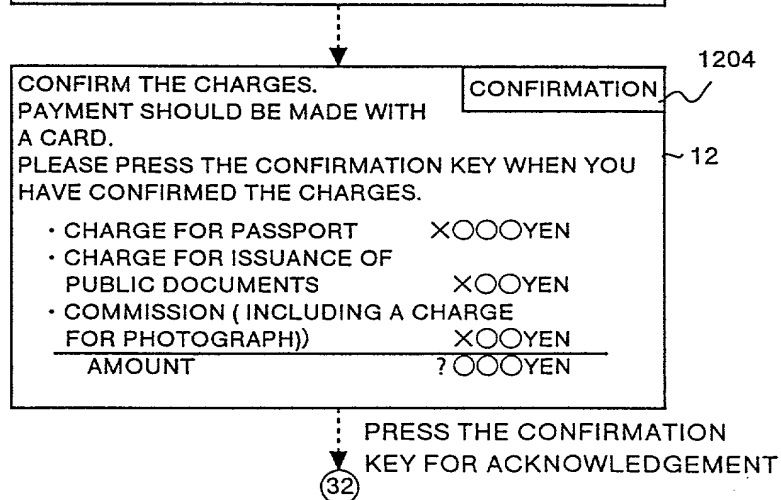 1204
CONFIRM THE CHARGES.
CONFIRMATION
PAYMENT SHOULD BE MADE WITH
A CARD.
12
PLEASE PRESS THE CONFIRMATION KEY WHEN YOU
HAVE CONFIRMED THE CHARGES.
・CHARGE FOR PASSPORT ×○○○YEN
・CHARGE FOR ISSUANCE OF
PUBLIC DOCUMENTS ×○○YEN
・COMMISSION ( INCLUDING A CHARGE
FOR PHOTOGRAPH)) ×○○YEN
AMOUNT ?○○○YEN
PRESS THE CONFIRMATION
KEY FOR ACKNOWLEDGEMENT
32